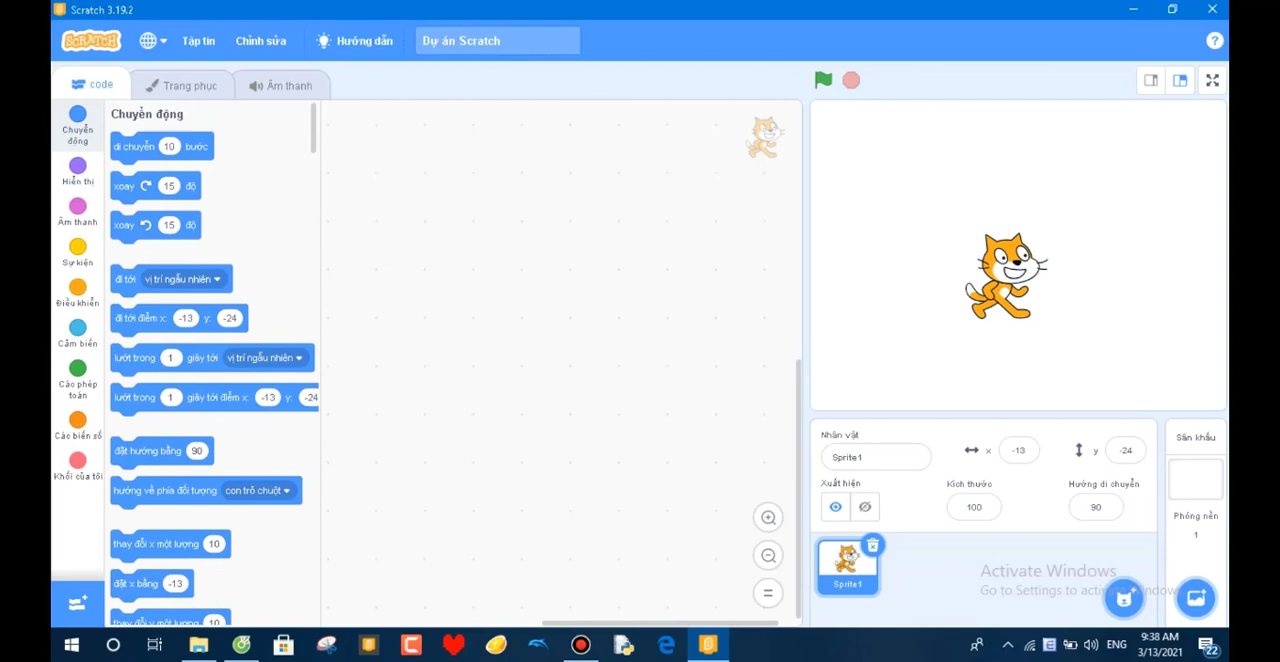 Scratch 3.19.2
SCRATCH
Tập tin
Chỉnh sửa
Hướng dẫn
Dự án Scratch
?
code
Trang phục
Âm thanh
Chuyển động
Hiển thị
Âm thanh
Sự kiện
Điều khiển
Cảm biến
Các phép toán
Các biến số
Khối của tôi
Chuyển động
di chuyển 10 bước
xoay 15 độ
xoay 15 độ
đi tới vị trí ngẫu nhiên
đi tới điểm x: -13 y: -24
lướt trong 1 giây tới vị trí ngẫu nhiên
lướt trong 1 giây tới điểm x: -13 y: -24
đặt hướng bằng 90
hướng về phía đối tượng con trỏ chuột
thay đổi x một lượng 10
đặt x bằng -13
thay đổi y một lượng 10
Nhân vật
Sprite1
x -13
y -24
Xuất hiện
Kích thước
100
Hướng di chuyển
90
Sprite1
Sân khấu
Phông nền
1
Activate Windows
Go to Settings to activate Windows
ENG
9:38 AM
3/13/2021
22